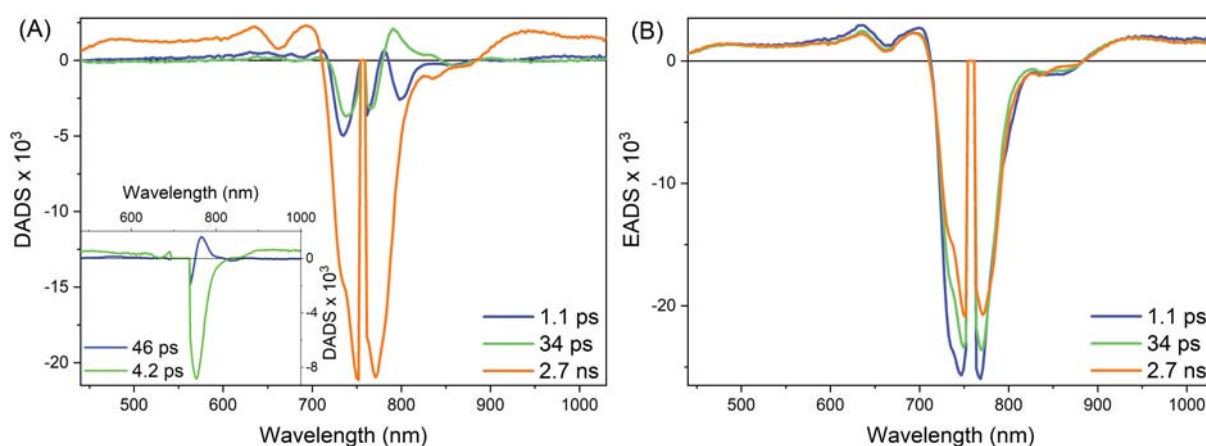 (A)
DADS x 10³
0
-5
-10
-15
-20
Wavelength (nm)
600 800 1000
0
-2
-4
-6
-8
DADS x 10³
46 ps
4.2 ps
1.1 ps
34 ps
2.7 ns
500 600 700 800 900 1000
Wavelength (nm)
(B)
EADS x 10³
0
-10
-20
1.1 ps
34 ps
2.7 ns
500 600 700 800 900 1000
Wavelength (nm)